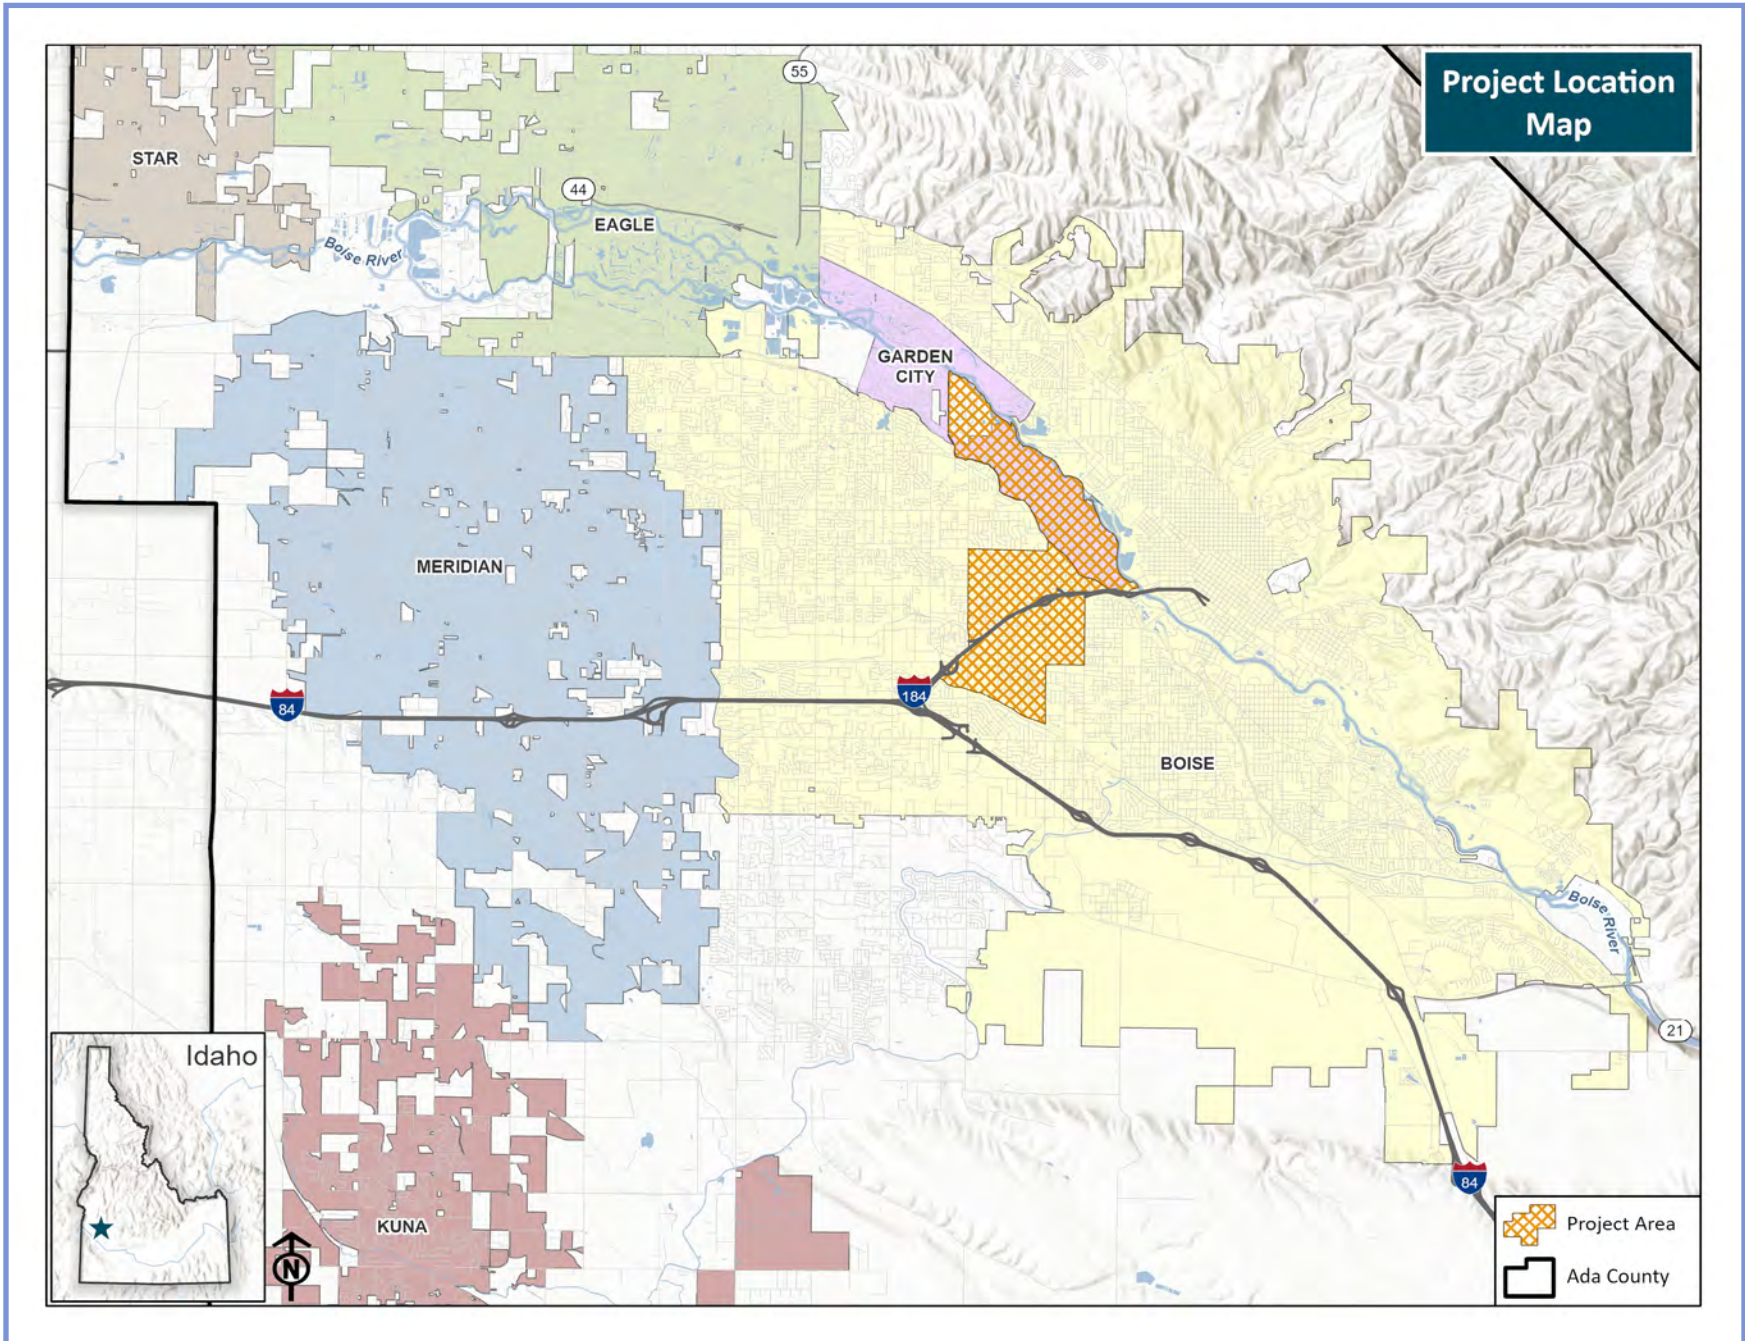 Project Location
Map
55
STAR
44
EAGLE
Boise River
GARDEN
CITY
MERIDIAN
184
84
BOISE
Boise River
21
Idaho
84
KUNA
N
Project Area
Ada County